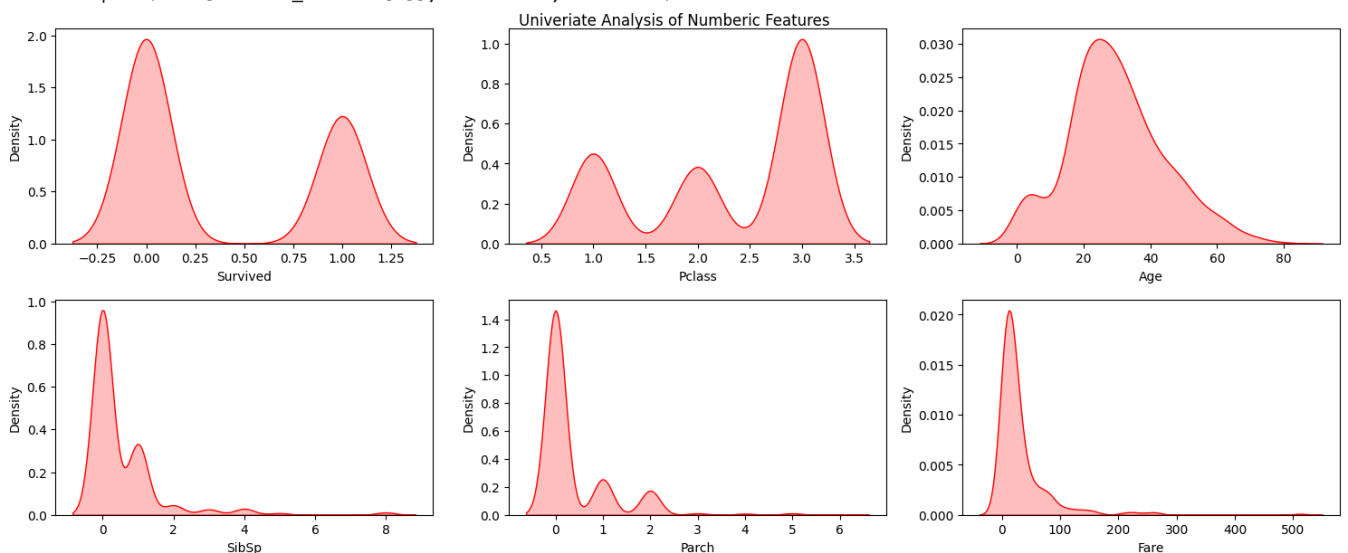 Univeriate Analysis of Numberic Features
2.0
1.5
1.0
0.5
0.0
Density
−0.25 0.00 0.25 0.50 0.75 1.00 1.25
Survived
1.0
0.8
0.6
0.4
0.2
0.0
Density
0.5 1.0 1.5 2.0 2.5 3.0 3.5
Pclass
0.030
0.025
0.020
0.015
0.010
0.005
0.000
Density
0 20 40 60 80
Age
1.0
0.8
0.6
0.4
0.2
0.0
Density
0 2 4 6 8
SibSp
1.4
1.2
1.0
0.8
0.6
0.4
0.2
0.0
Density
0 1 2 3 4 5 6
Parch
0.020
0.015
0.010
0.005
0.000
Density
0 100 200 300 400 500
Fare